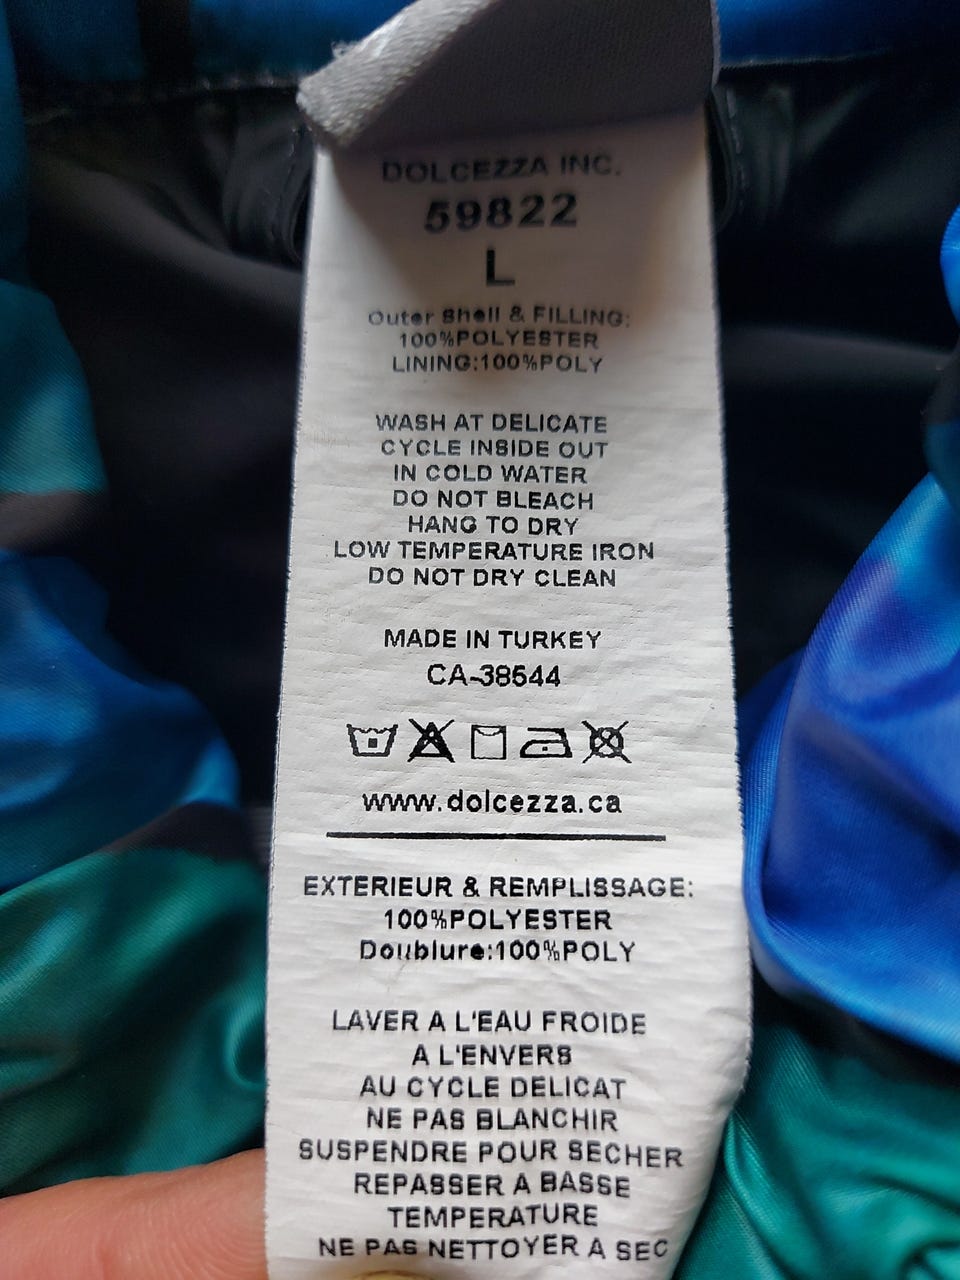 DOLCEZZA INC.
59822
L
Outer Shell & FILLING:
100%POLYESTER
LINING:100%POLY
WASH AT DELICATE
CYCLE INSIDE OUT
IN COLD WATER
DO NOT BLEACH
HANG TO DRY
LOW TEMPERATURE IRON
DO NOT DRY CLEAN
MADE IN TURKEY
CA-38544
www.dolcezza.ca
EXTERIEUR & REMPLISSAGE:
100%POLYESTER
Doublure:100%POLY
LAVER A L'EAU FROIDE
A L'ENVERS
AU CYCLE DELICAT
NE PAS BLANCHIR
SUSPENDRE POUR SECHER
REPASSER A BASSE
TEMPERATURE
NE PAS NETTOYER A SEC